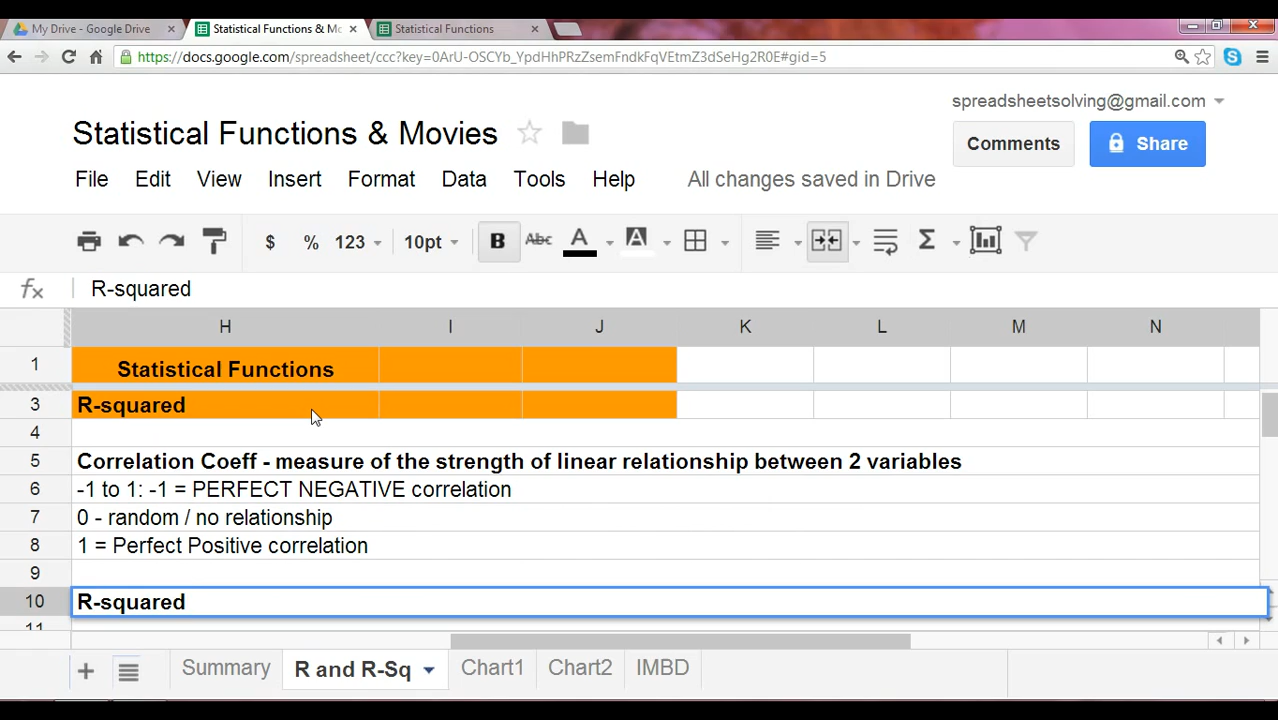 My Drive - Google Drive
Statistical Functions & Mo
Statistical Functions
https://docs.google.com/spreadsheet/ccc?key=0ArU-OSCYb_YpdHhPRzZsemFndkFqVEtmZ3dSeHg2R0E#gid=5
spreadsheetsolving@gmail.com
Statistical Functions & Movies
Comments
Share
File Edit View Insert Format Data Tools Help All changes saved in Drive
$ % 123 10pt B Abc A A Σ
fx R-squared
H I J K L M N
1 Statistical Functions
3 R-squared
4
5 Correlation Coeff - measure of the strength of linear relationship between 2 variables
6 -1 to 1: -1 = PERFECT NEGATIVE correlation
7 0 - random / no relationship
8 1 = Perfect Positive correlation
9
10 R-squared
11
+ Summary R and R-Sq Chart1 Chart2 IMBD